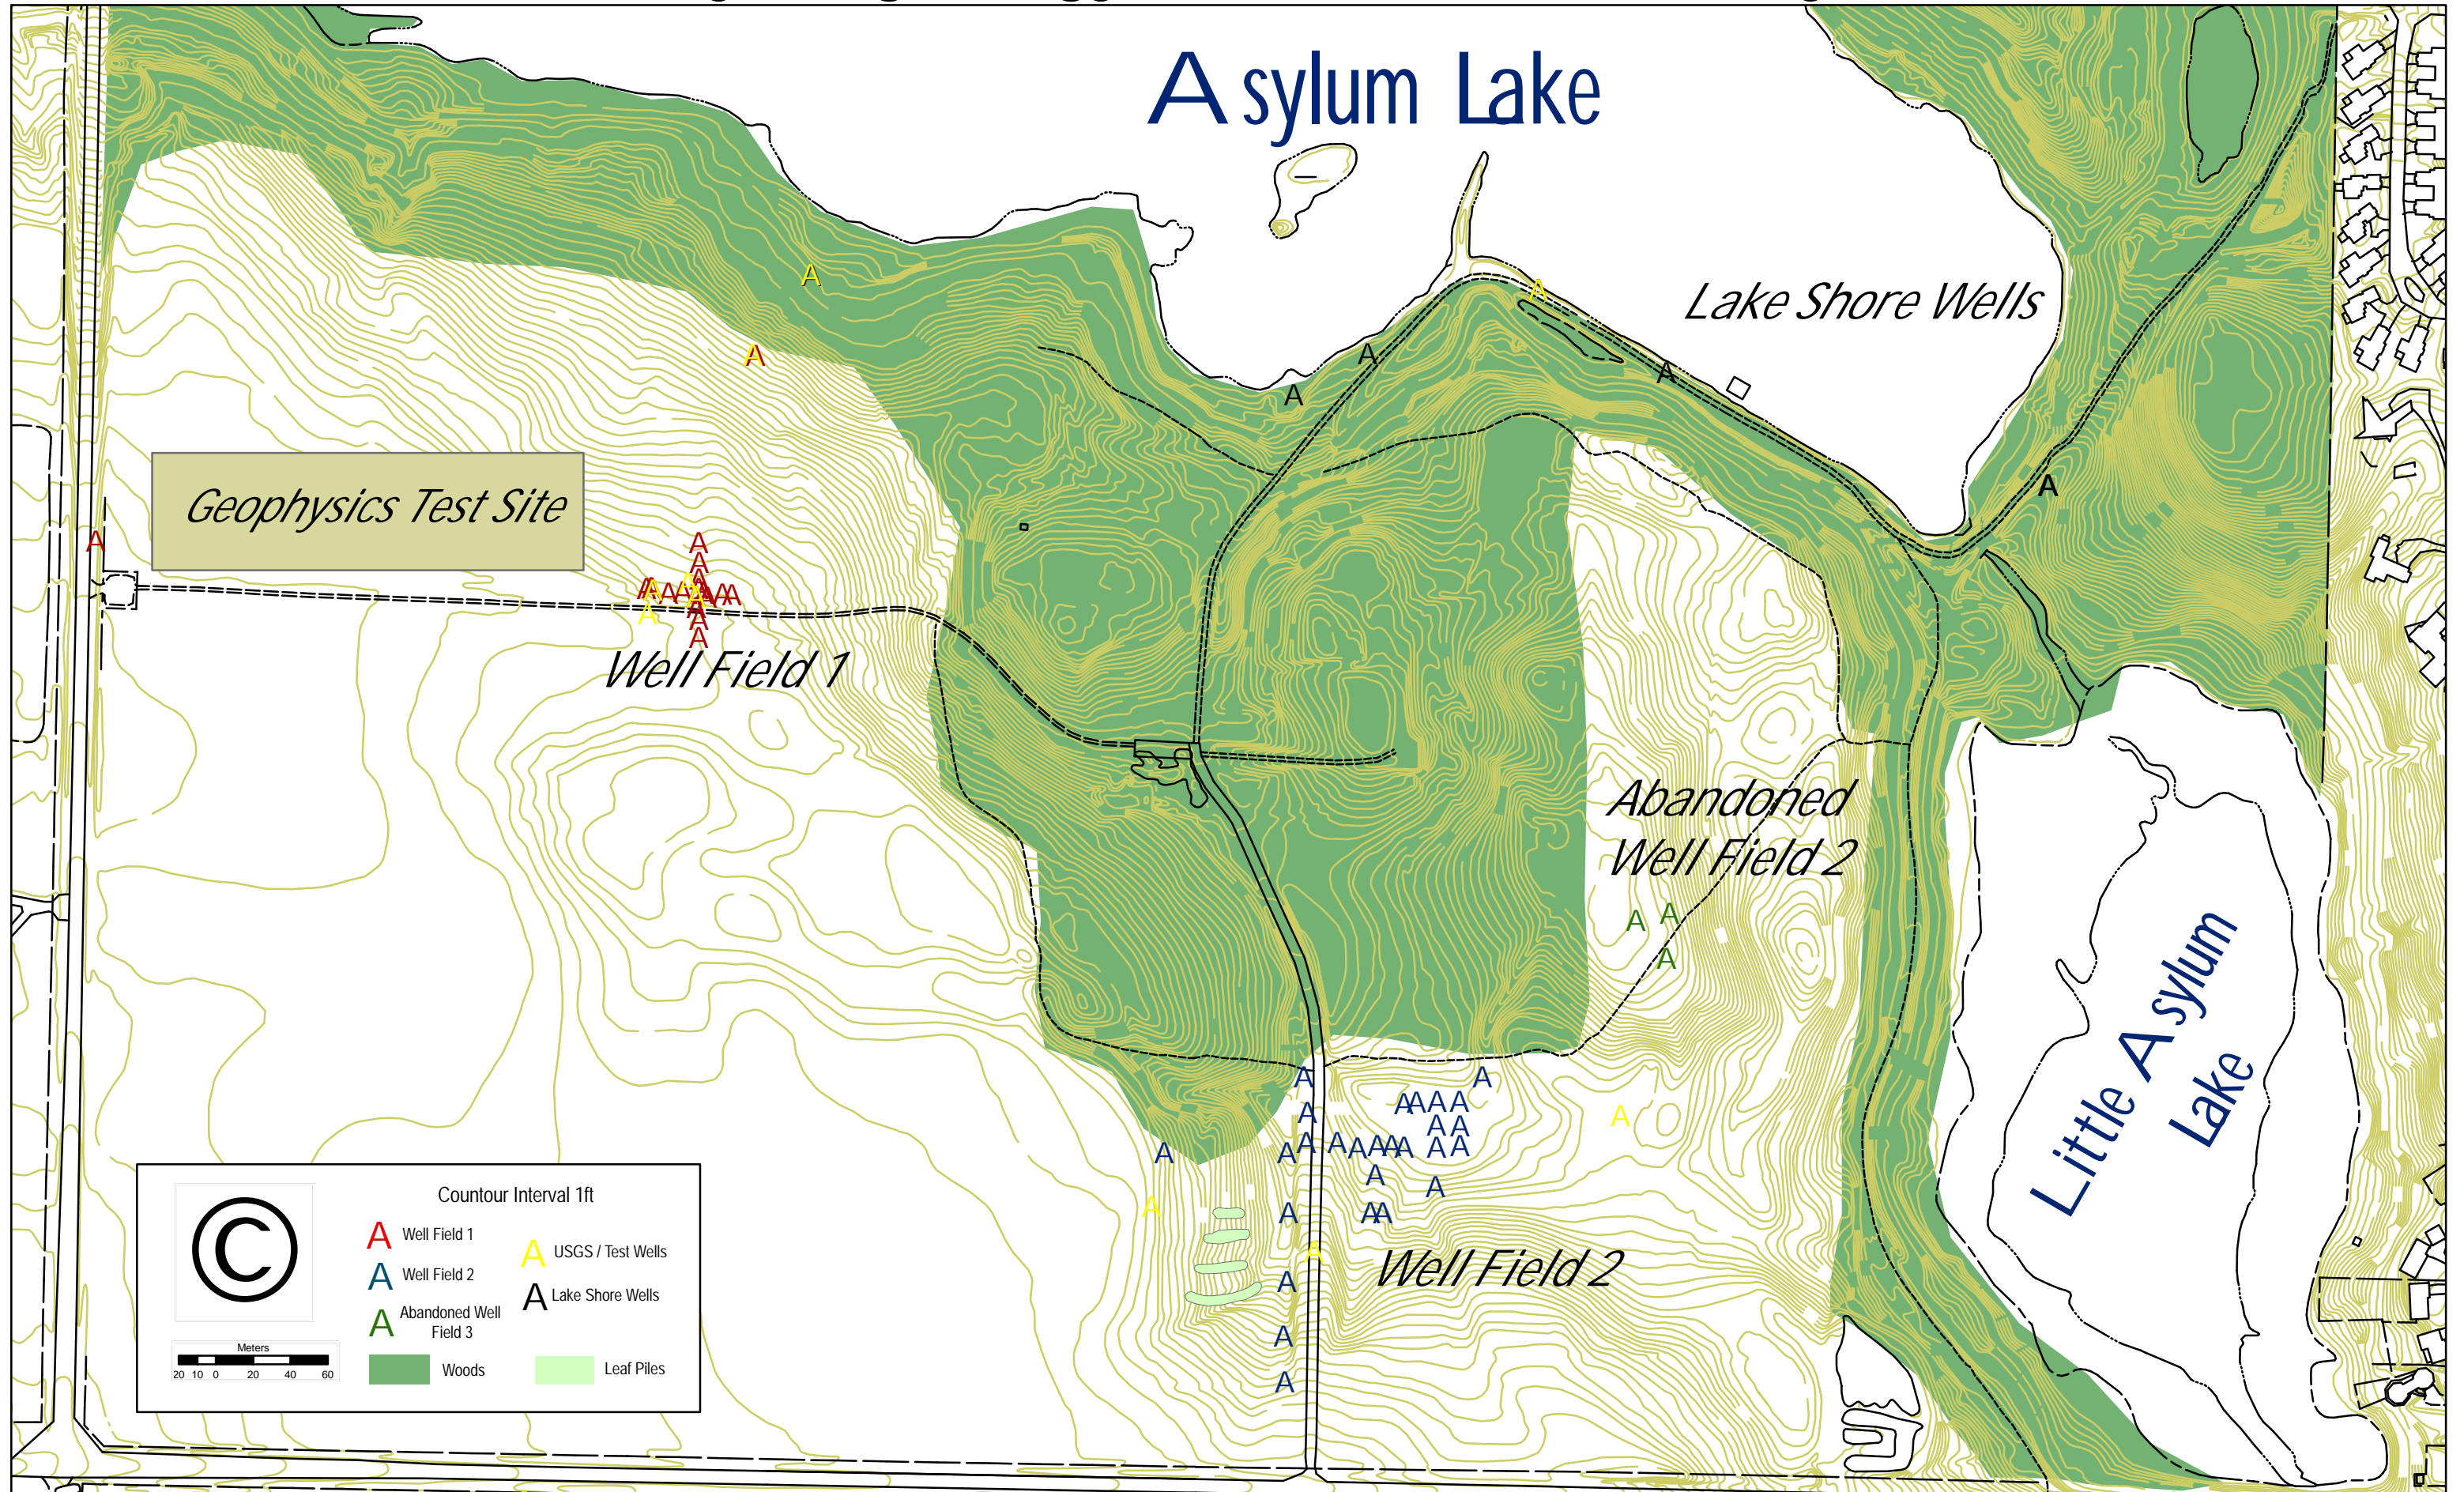 A sylum Lake
Lake Shore Wells
Geophysics Test Site
Well Field 1
Abandoned
Well Field 2
Little A sylum
Lake
Well Field 2
Countour Interval 1ft
A Well Field 1
A USGS / Test Wells
A Well Field 2
A Lake Shore Wells
A Abandoned Well
Field 3
Woods
Leaf Piles
©
Meters
20 10 0 20 40 60